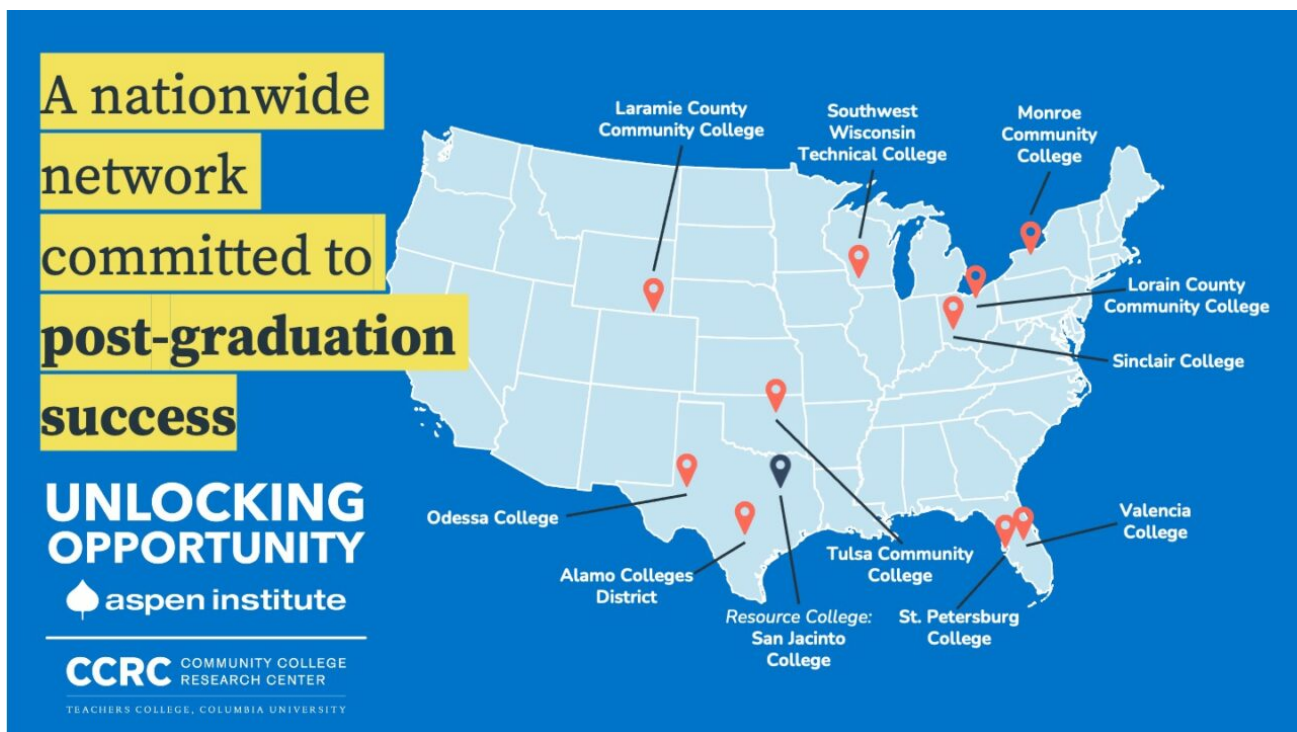 A nationwide
network
committed to
post-graduation
success
UNLOCKING
OPPORTUNITY
aspen institute
CCRC
COMMUNITY COLLEGE
RESEARCH CENTER
TEACHERS COLLEGE, COLUMBIA UNIVERSITY
Laramie County
Community College
Southwest
Wisconsin
Technical College
Monroe
Community
College
Lorain County
Community College
Sinclair College
Valencia
College
Odessa College
Alamo Colleges
District
Tulsa Community
College
Resource College:
San Jacinto
College
St. Petersburg
College